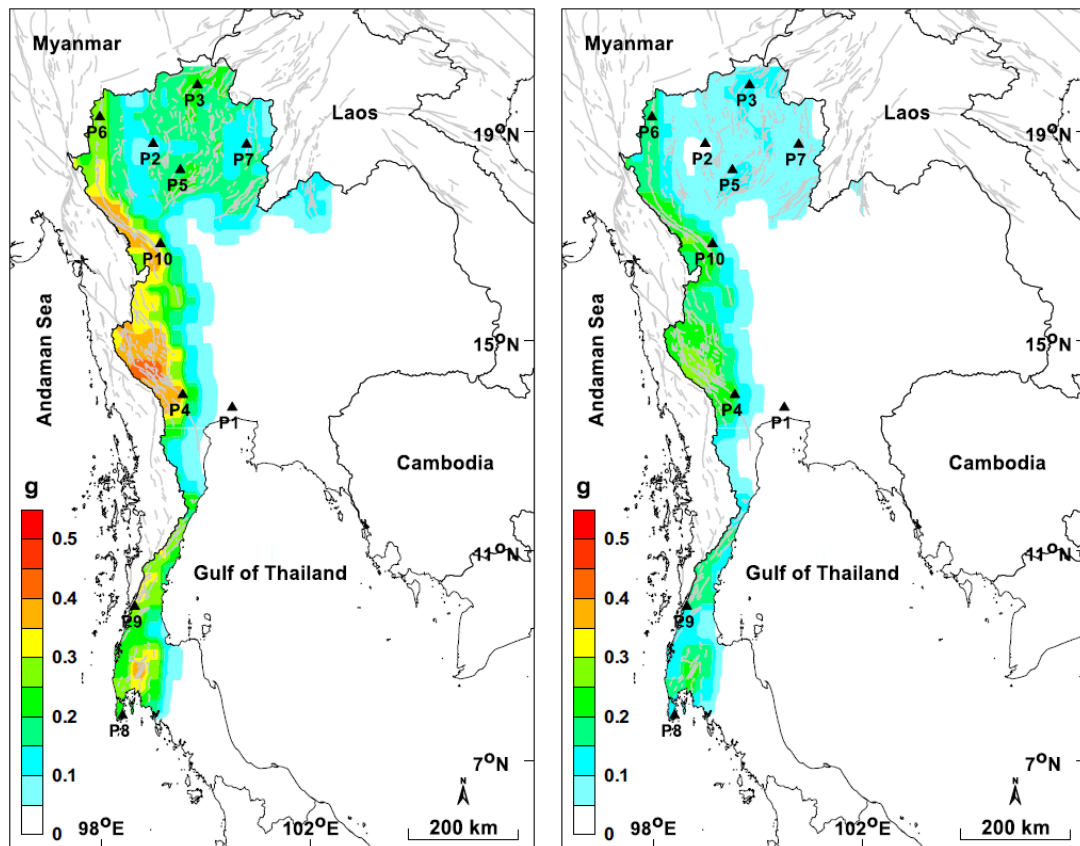 Myanmar
P3
Laos
P6
19°N
P2
P7
P5
P10
Andaman Sea
15°N
P4
P1
Cambodia
g
0.5
11°N
Gulf of Thailand
0.4
P9
0.3
0.2
P8
7°N
0.1
N
0
98°E
102°E
200 km
Myanmar
P3
Laos
P6
19°N
P2
P7
P5
P10
Andaman Sea
15°N
P4
P1
Cambodia
g
0.5
11°N
Gulf of Thailand
0.4
P9
0.3
0.2
P8
7°N
0.1
N
0
98°E
102°E
200 km